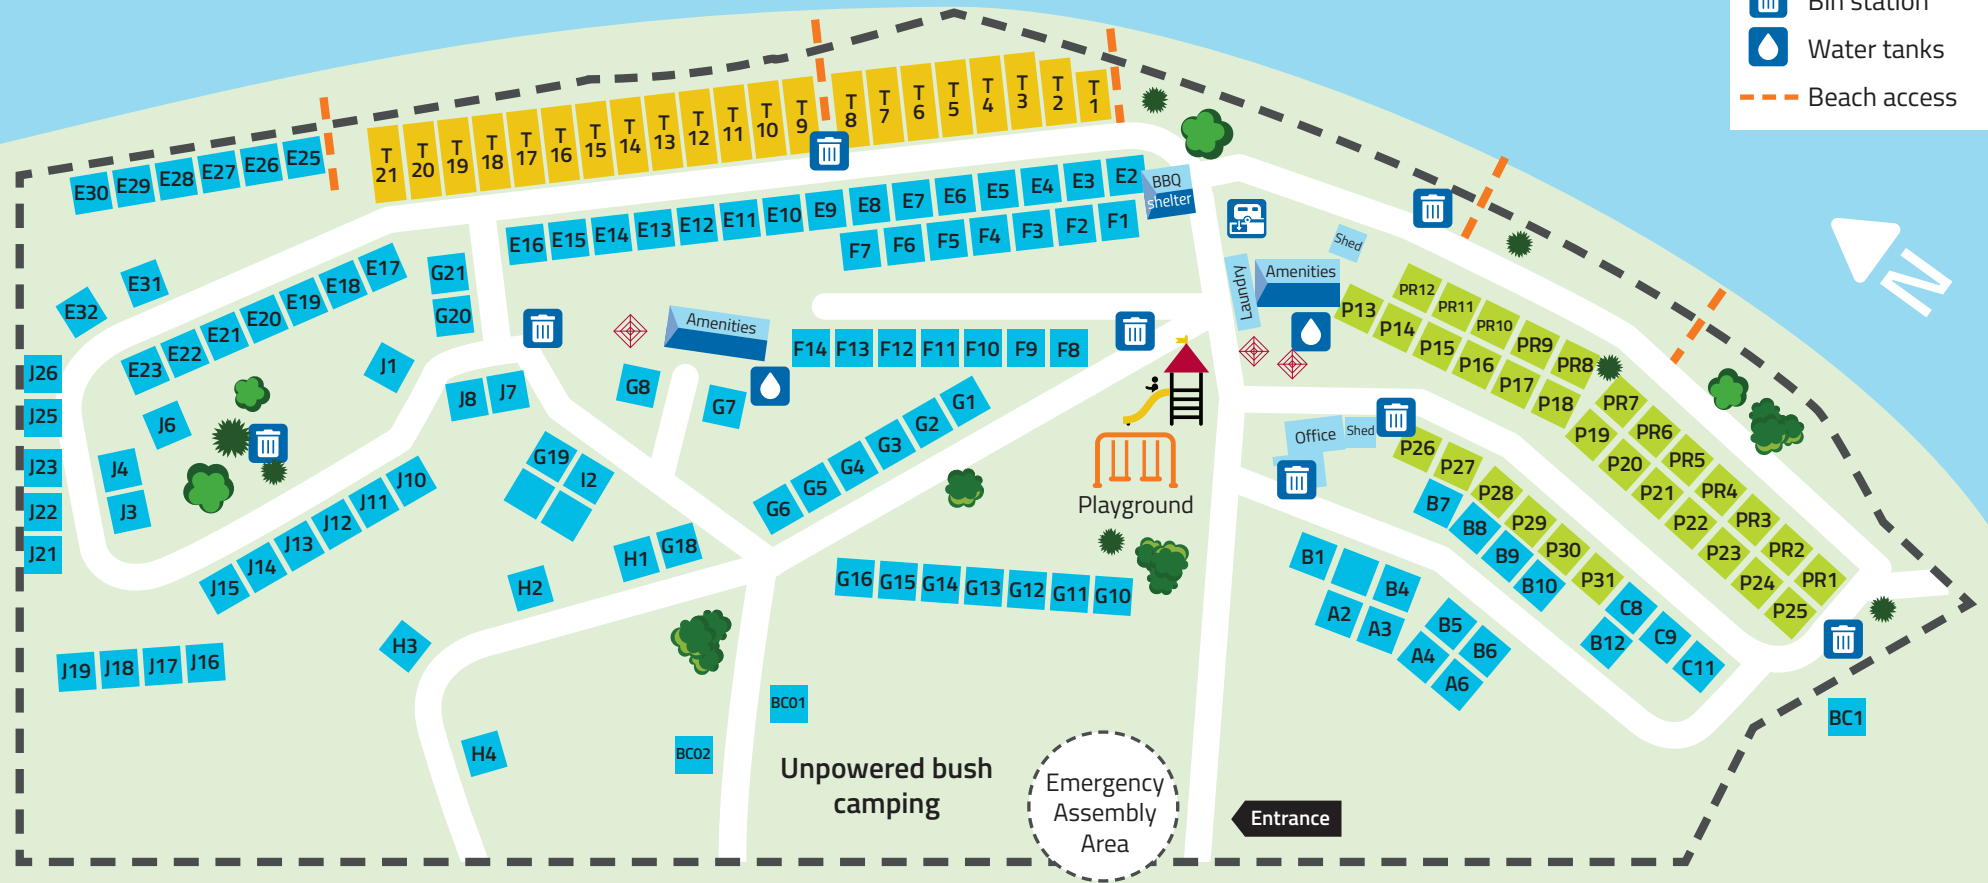 Bin station
Water tanks
Beach access
N
T 21
T 20
T 19
T 18
T 17
T 16
T 15
T 14
T 13
T 12
T 11
T 10
T 9
T 8
T 7
T 6
T 5
T 4
T 3
T 2
T 1
E30
E29
E28
E27
E26
E25
E16
E15
E14
E13
E12
E11
E10
E9
E8
E7
E6
E5
E4
E3
E2
BBQ
shelter
F7
F6
F5
F4
F3
F2
F1
E32
E31
E23
E22
E21
E20
E19
E18
E17
G21
G20
Shed
Laundry
Amenities
Amenities
F14
F13
F12
F11
F10
F9
F8
P13
P14
P15
P16
P17
P18
P19
P20
P21
P22
P23
P24
P25
PR12
PR11
PR10
PR9
PR8
PR7
PR6
PR5
PR4
PR3
PR2
PR1
J26
J25
J23
J22
J21
J1
J6
J4
J3
J8
J7
G8
G7
G1
G2
G3
G4
G5
G6
G19
I2
J10
J11
J12
J13
J14
J15
Playground
Office
Shed
P26
P27
P28
P29
P30
P31
B7
B8
B9
B10
B1
B4
A2
A3
B5
B6
A4
A6
C8
C9
C11
B12
H1
G18
H2
H3
H4
G16
G15
G14
G13
G12
G11
G10
J19
J18
J17
J16
BC01
BC02
BC1
Unpowered bush
camping
Emergency
Assembly
Area
Entrance